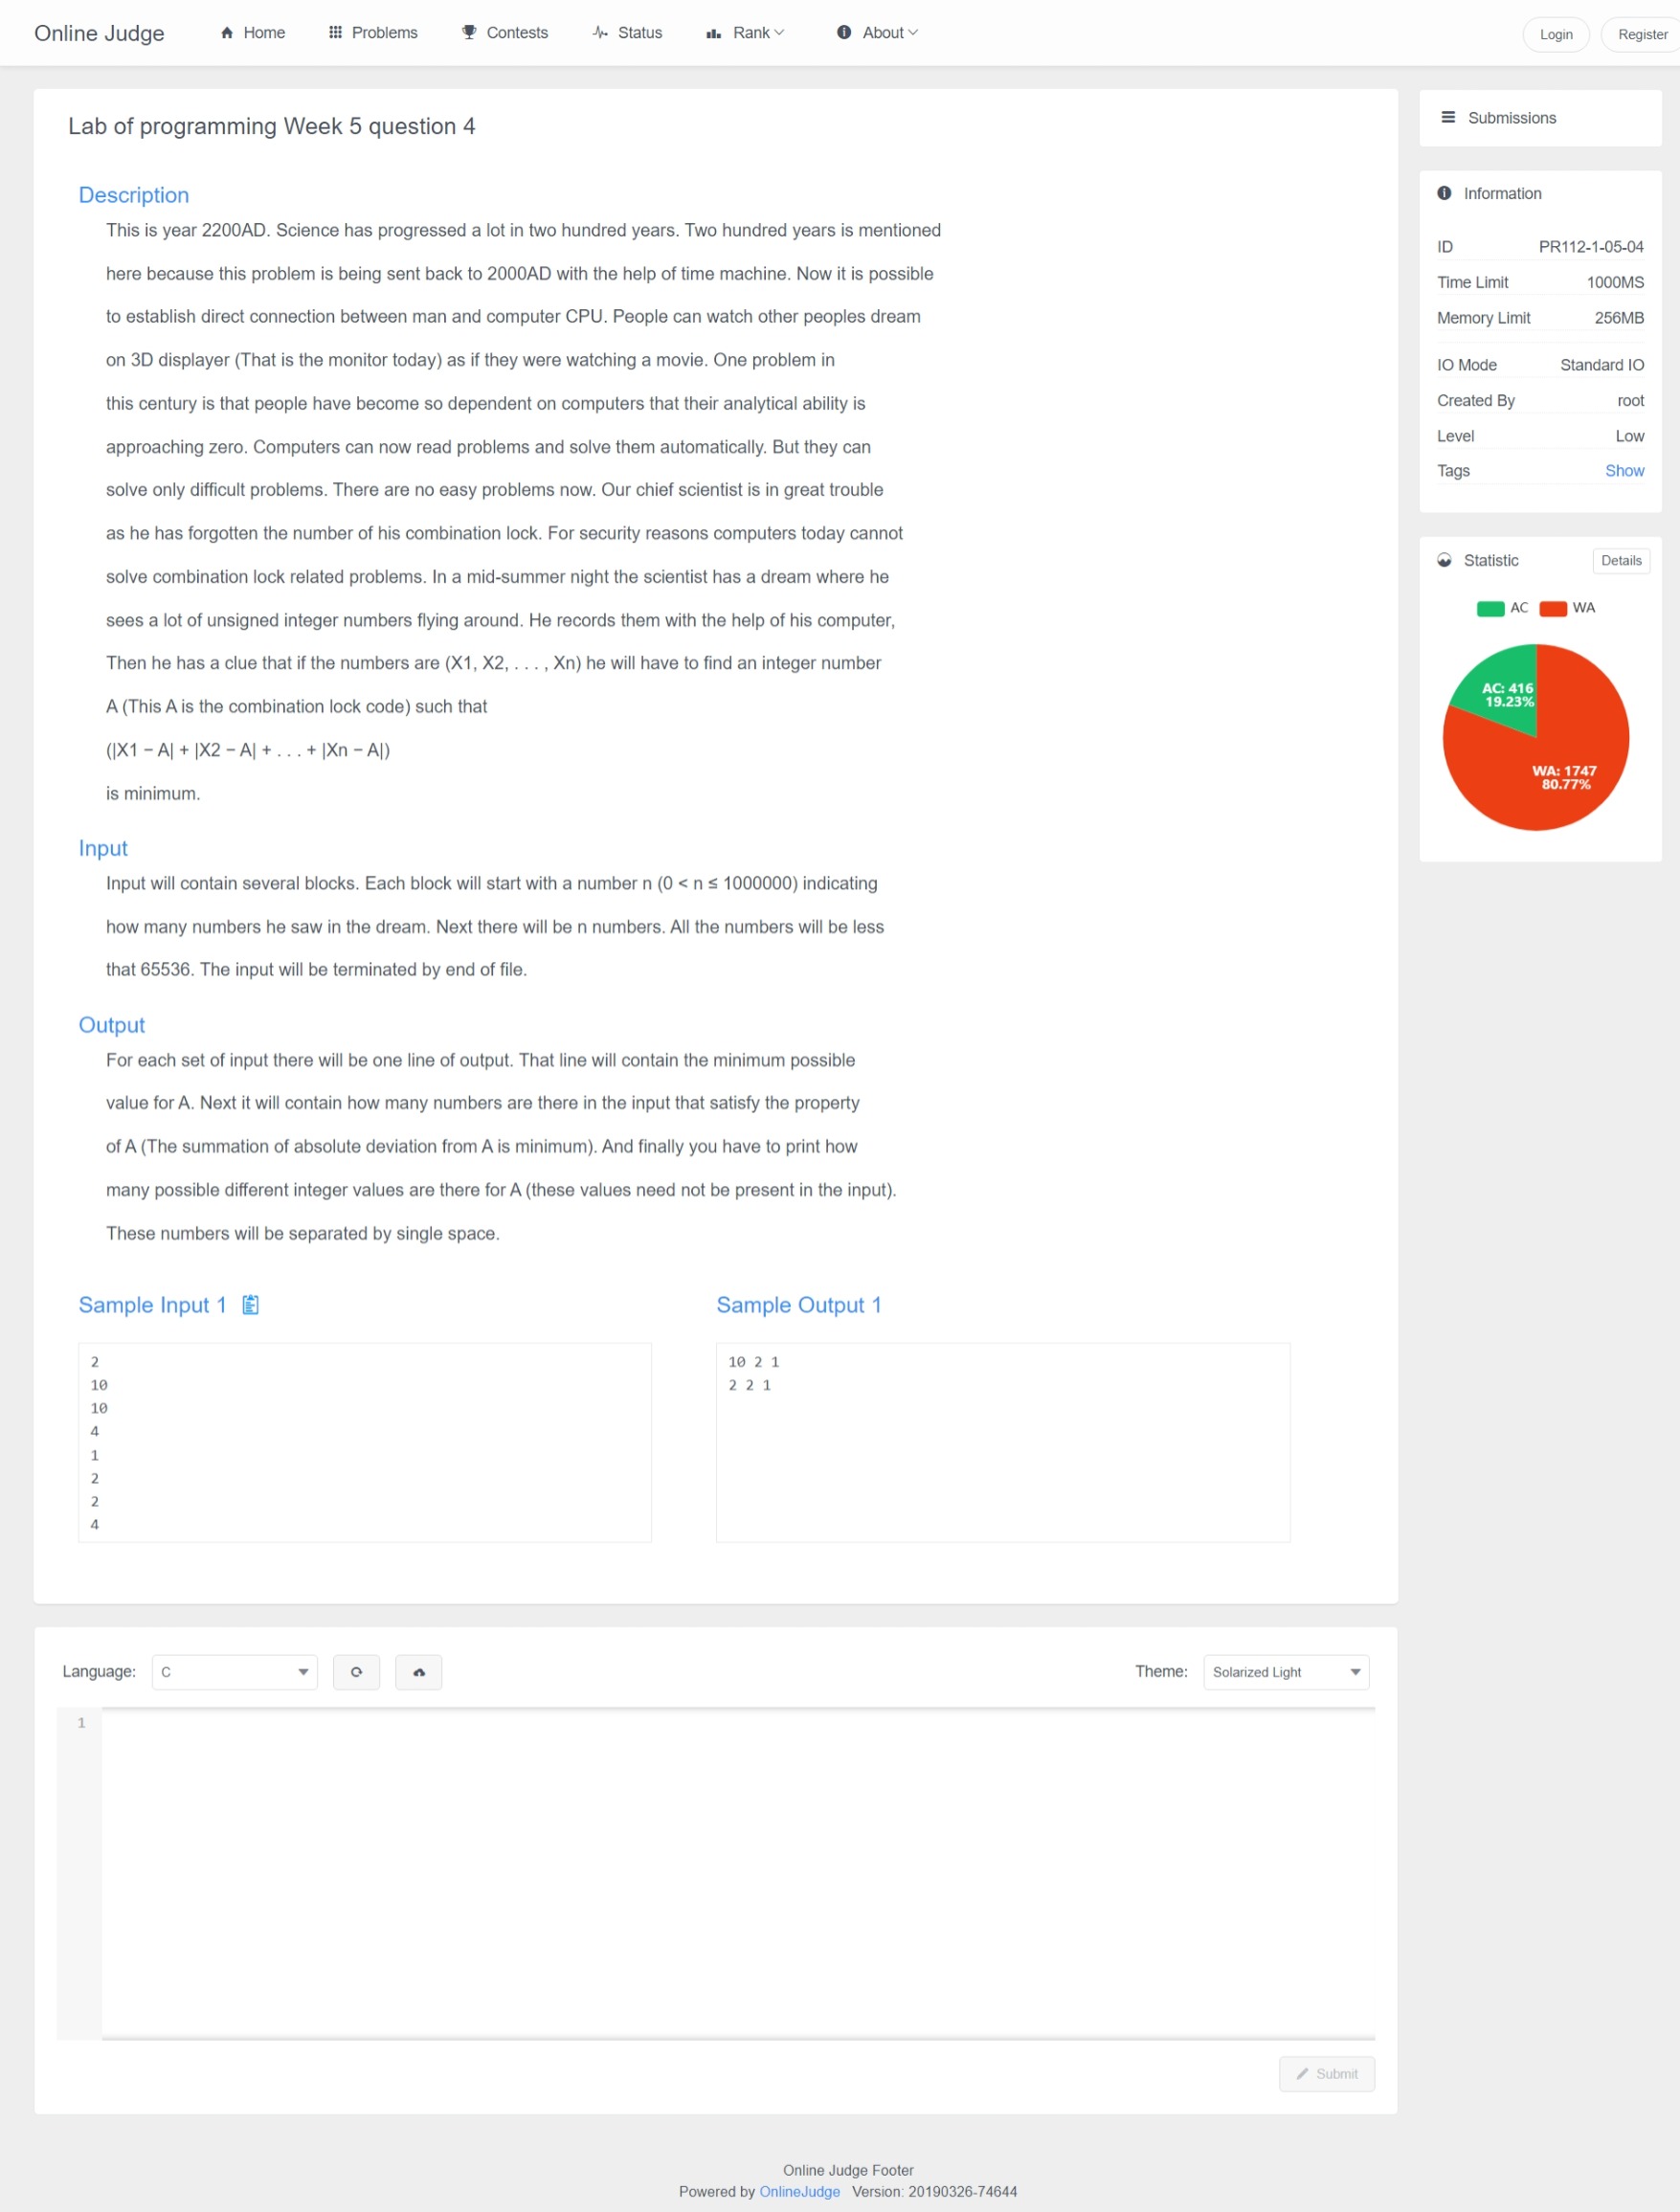 Online Judge Home Problems Contests Status Rank About Login Register
Lab of programming Week 5 question 4
Description
This is year 2200AD. Science has progressed a lot in two hundred years. Two hundred years is mentioned
here because this problem is being sent back to 2000AD with the help of time machine. Now it is possible
to establish direct connection between man and computer CPU. People can watch other peoples dream
on 3D displayer (That is the monitor today) as if they were watching a movie. One problem in
this century is that people have become so dependent on computers that their analytical ability is
approaching zero. Computers can now read problems and solve them automatically. But they can
solve only difficult problems. There are no easy problems now. Our chief scientist is in great trouble
as he has forgotten the number of his combination lock. For security reasons computers today cannot
solve combination lock related problems. In a mid-summer night the scientist has a dream where he
sees a lot of unsigned integer numbers flying around. He records them with the help of his computer,
Then he has a clue that if the numbers are (X1, X2, . . . , Xn) he will have to find an integer number
A (This A is the combination lock code) such that
(|X1 − A| + |X2 − A| + . . . + |Xn − A|)
is minimum.
Input
Input will contain several blocks. Each block will start with a number n (0 < n ≤ 1000000) indicating
how many numbers he saw in the dream. Next there will be n numbers. All the numbers will be less
that 65536. The input will be terminated by end of file.
Output
For each set of input there will be one line of output. That line will contain the minimum possible
value for A. Next it will contain how many numbers are there in the input that satisfy the property
of A (The summation of absolute deviation from A is minimum). And finally you have to print how
many possible different integer values are there for A (these values need not be present in the input).
These numbers will be separated by single space.
Sample Input 1
2
10
10
4
1
2
2
4
Sample Output 1
10 2 1
2 2 1
Language: C
Theme: Solarized Light
1
Submit
Submissions
Information
ID PR112-1-05-04
Time Limit 1000MS
Memory Limit 256MB
IO Mode Standard IO
Created By root
Level Low
Tags Show
Statistic Details
AC WA
AC: 416
19.23%
WA: 1747
80.77%
Online Judge Footer
Powered by OnlineJudge Version: 20190326-74644